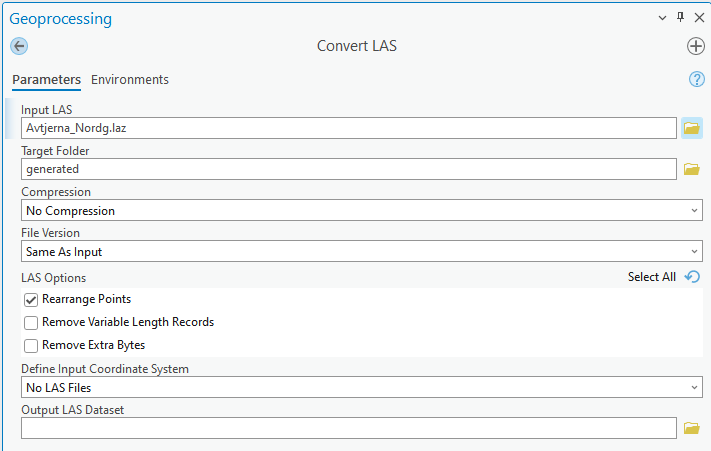 Geoprocessing
Convert LAS
Parameters Environments
Input LAS
Avtjerna_Nordg.laz
Target Folder
generated
Compression
No Compression
File Version
Same As Input
LAS Options Select All
Rearrange Points
Remove Variable Length Records
Remove Extra Bytes
Define Input Coordinate System
No LAS Files
Output LAS Dataset